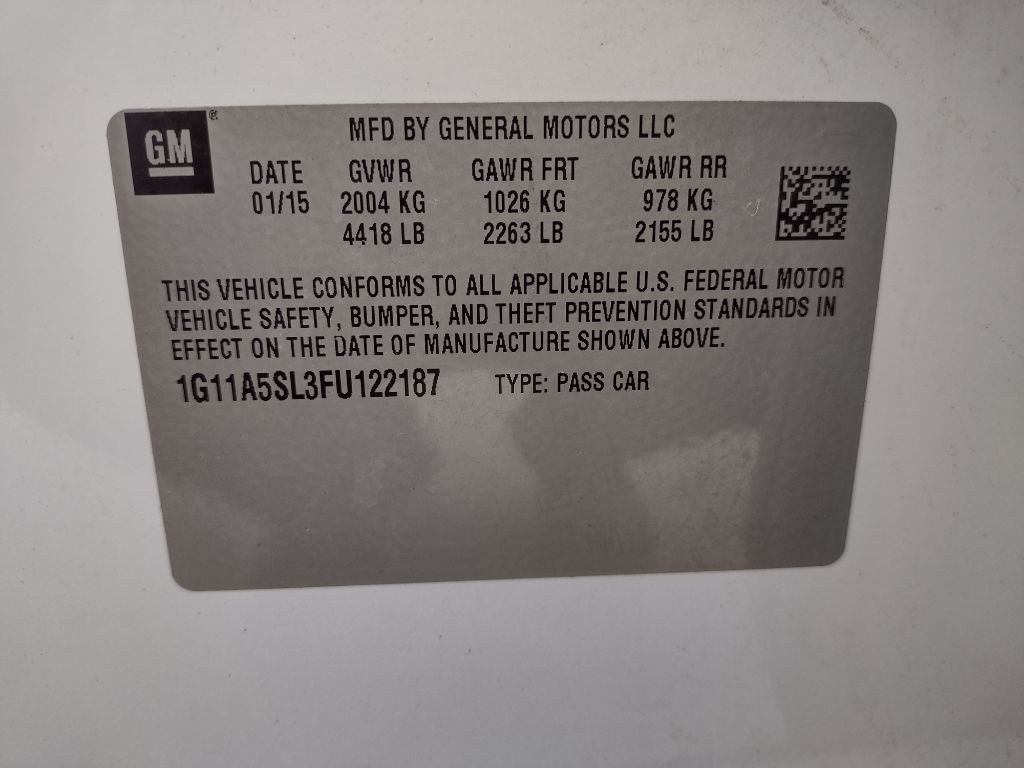 GM®
MFD BY GENERAL MOTORS LLC
DATE GVWR GAWR FRT GAWR RR
01/15 2004 KG 1026 KG 978 KG
4418 LB 2263 LB 2155 LB
THIS VEHICLE CONFORMS TO ALL APPLICABLE U.S. FEDERAL MOTOR
VEHICLE SAFETY, BUMPER, AND THEFT PREVENTION STANDARDS IN
EFFECT ON THE DATE OF MANUFACTURE SHOWN ABOVE.
1G11A5SL3FU122187 TYPE: PASS CAR